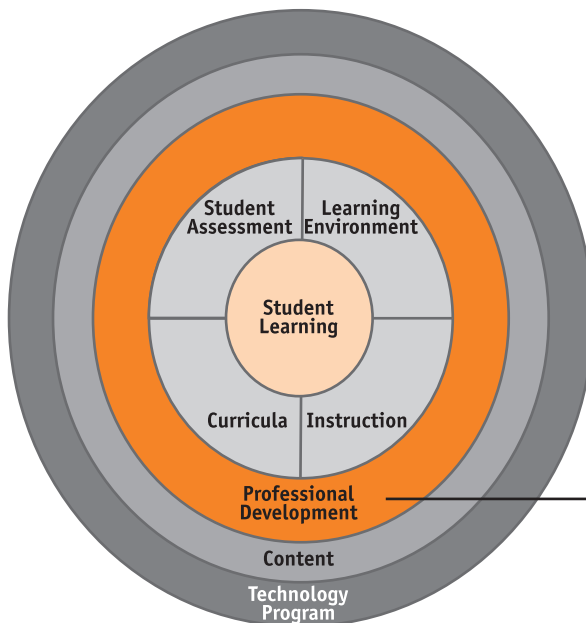 Student
Assessment
Learning
Environment
Student
Learning
Curricula
Instruction
Professional
Development
Content
Technology
Program